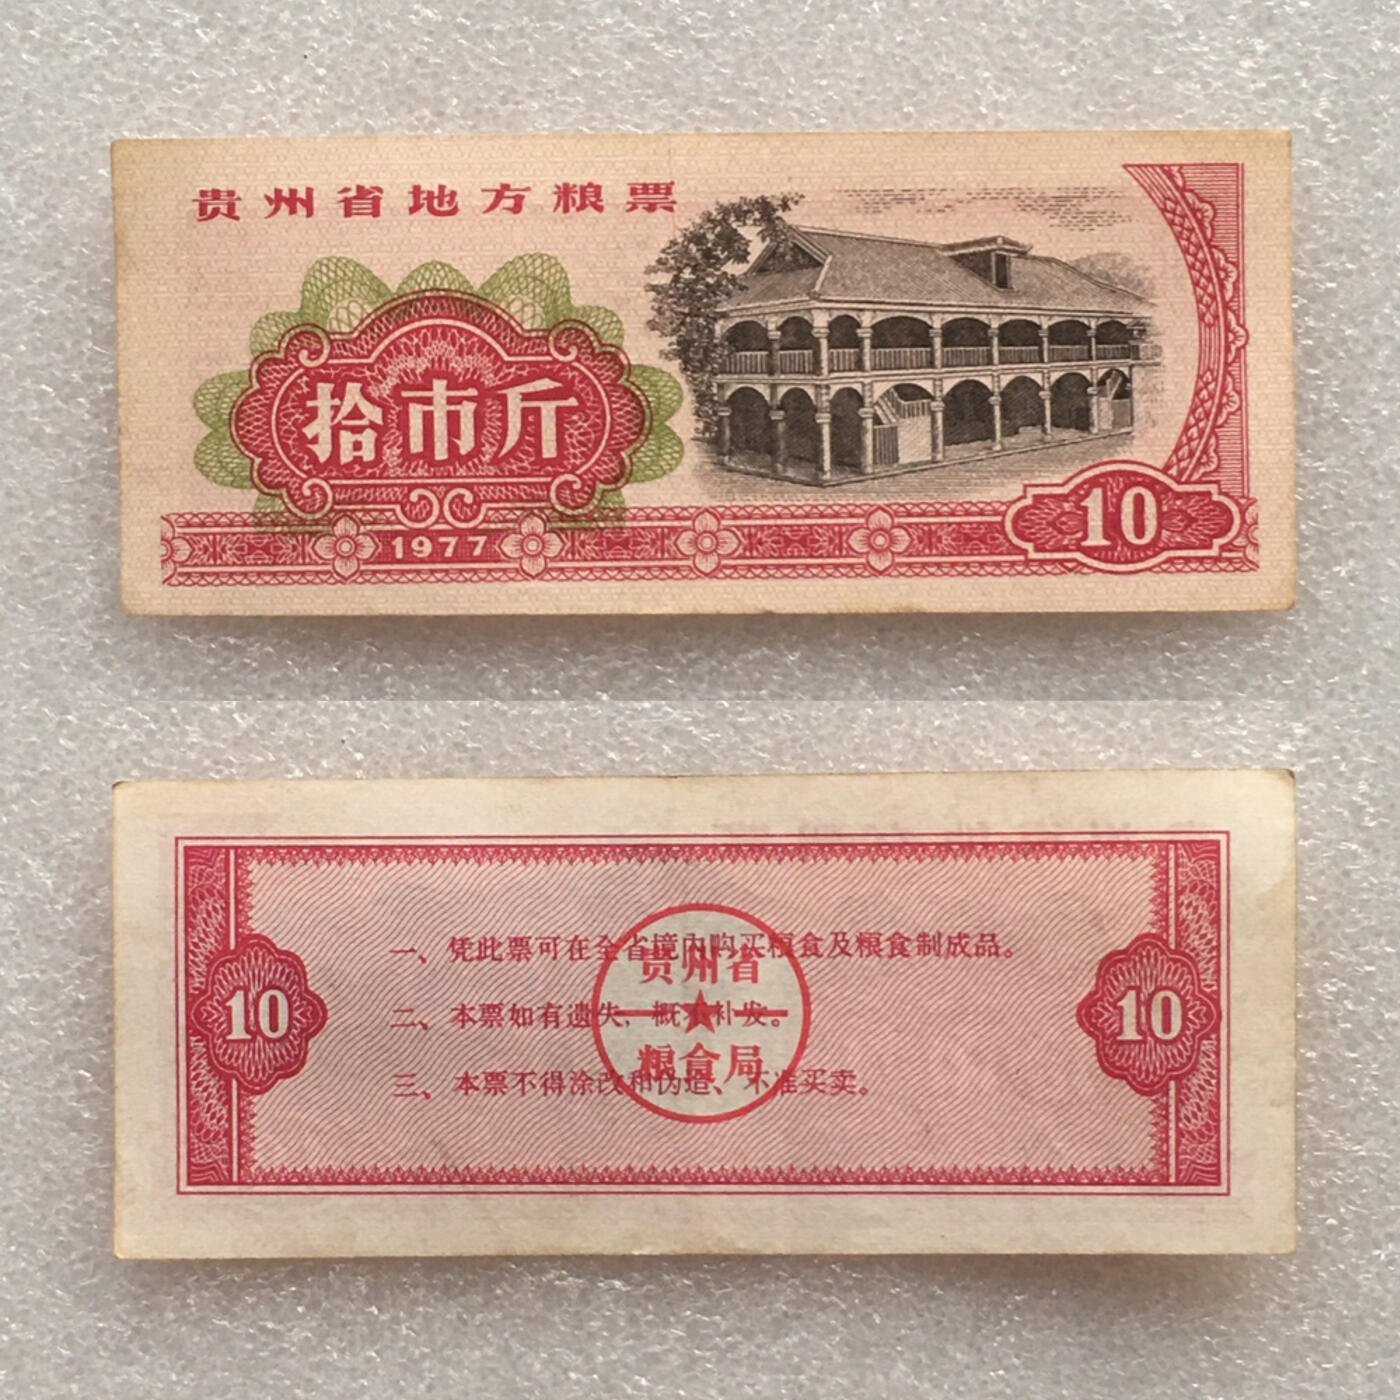 贵州省地方粮票
拾市斤
1977
10
一、凭此票可在全省境内购买粮食及粮食制成品。
二、本票如有遗失，概不补发。
三、本票不得涂改和伪造、不准买卖。
贵州省
粮食局
10
10